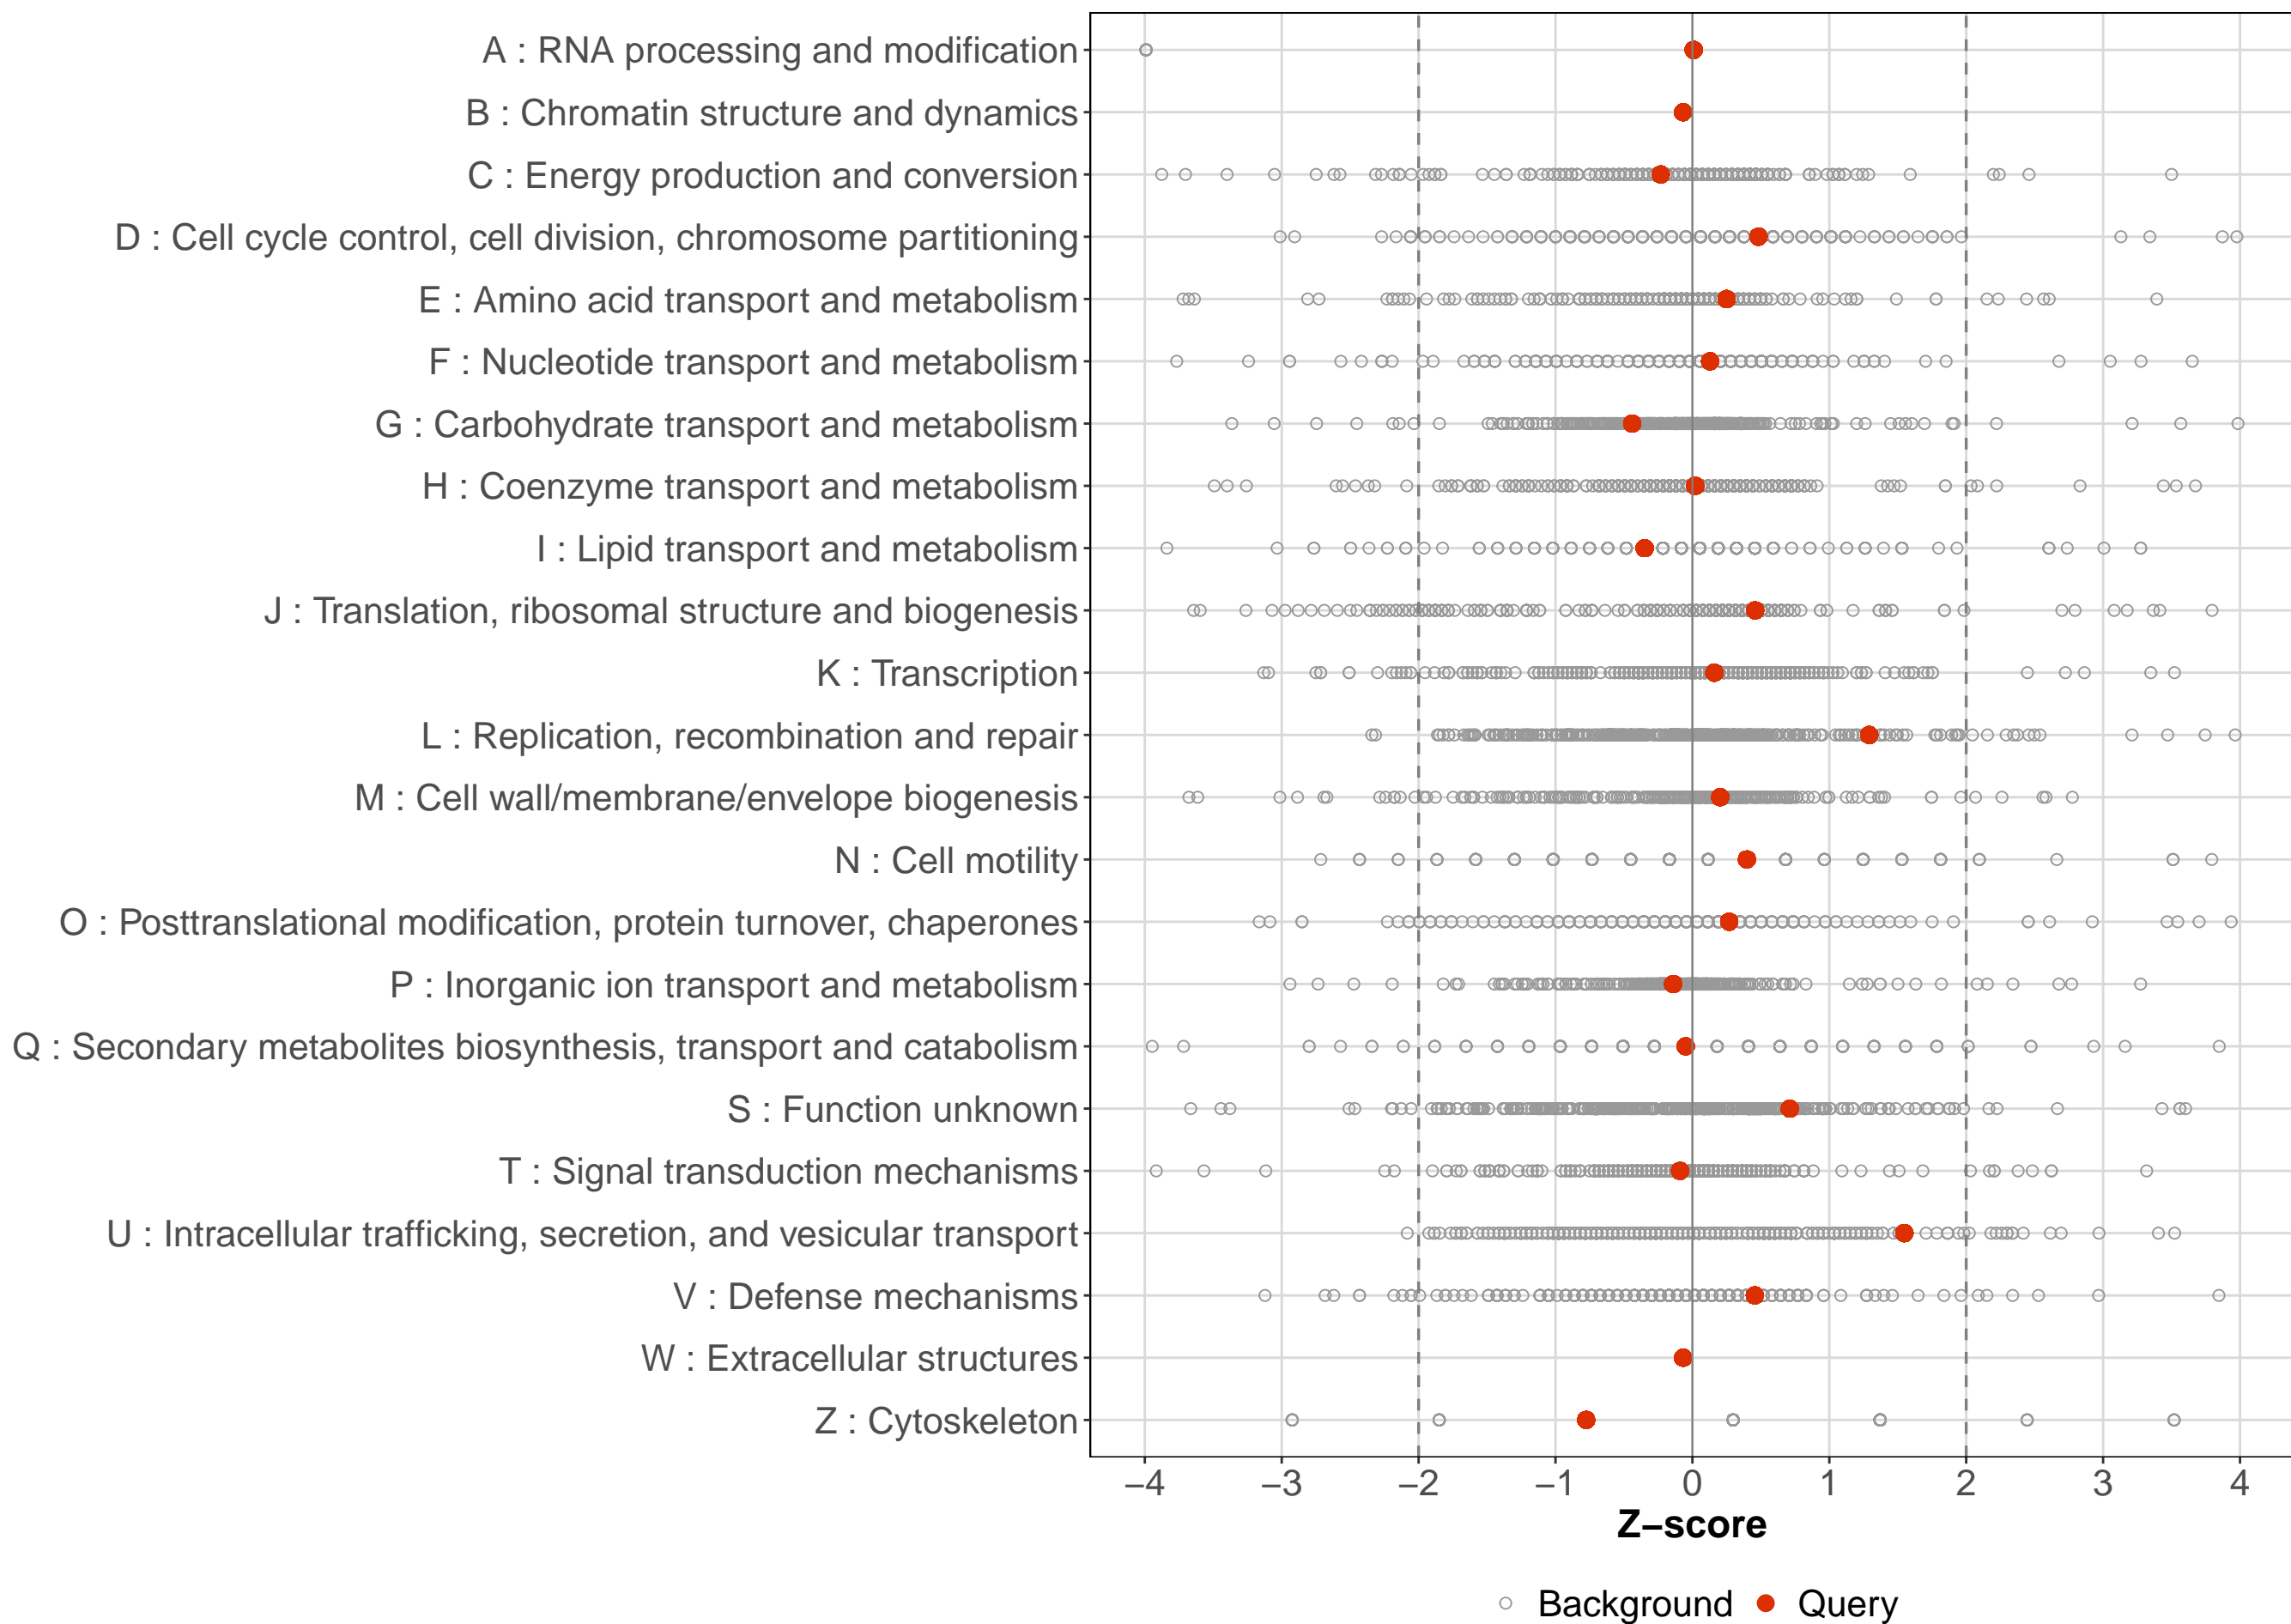 A : RNA processing and modification
B : Chromatin structure and dynamics
C : Energy production and conversion
D : Cell cycle control, cell division, chromosome partitioning
E : Amino acid transport and metabolism
F : Nucleotide transport and metabolism
G : Carbohydrate transport and metabolism
H : Coenzyme transport and metabolism
I : Lipid transport and metabolism
J : Translation, ribosomal structure and biogenesis
K : Transcription
L : Replication, recombination and repair
M : Cell wall/membrane/envelope biogenesis
N : Cell motility
O : Posttranslational modification, protein turnover, chaperones
P : Inorganic ion transport and metabolism
Q : Secondary metabolites biosynthesis, transport and catabolism
S : Function unknown
T : Signal transduction mechanisms
U : Intracellular trafficking, secretion, and vesicular transport
V : Defense mechanisms
W : Extracellular structures
Z : Cytoskeleton
−4 −3 −2 −1 0 1 2 3 4
Z−score
Background Query